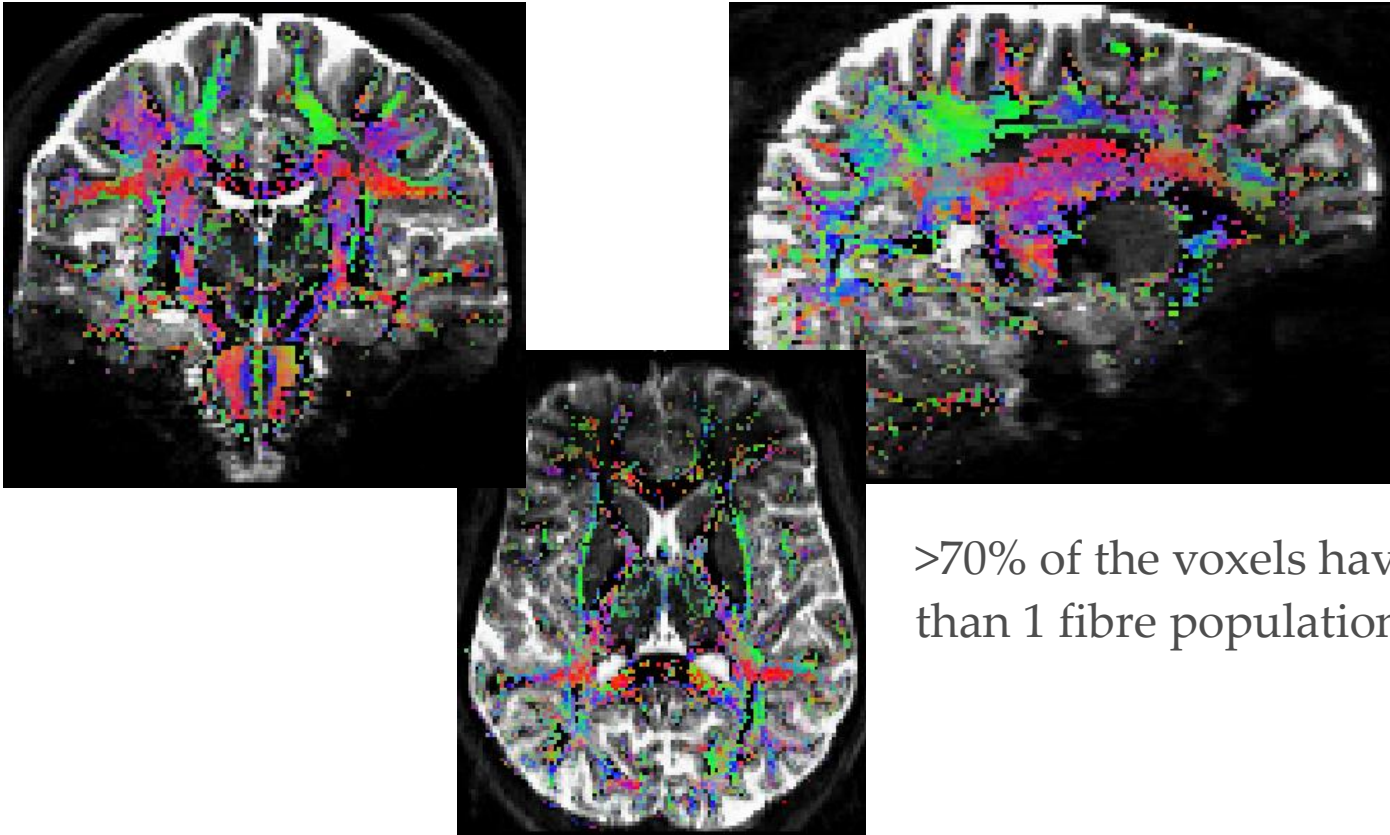 >70% of the voxels hav
than 1 fibre population